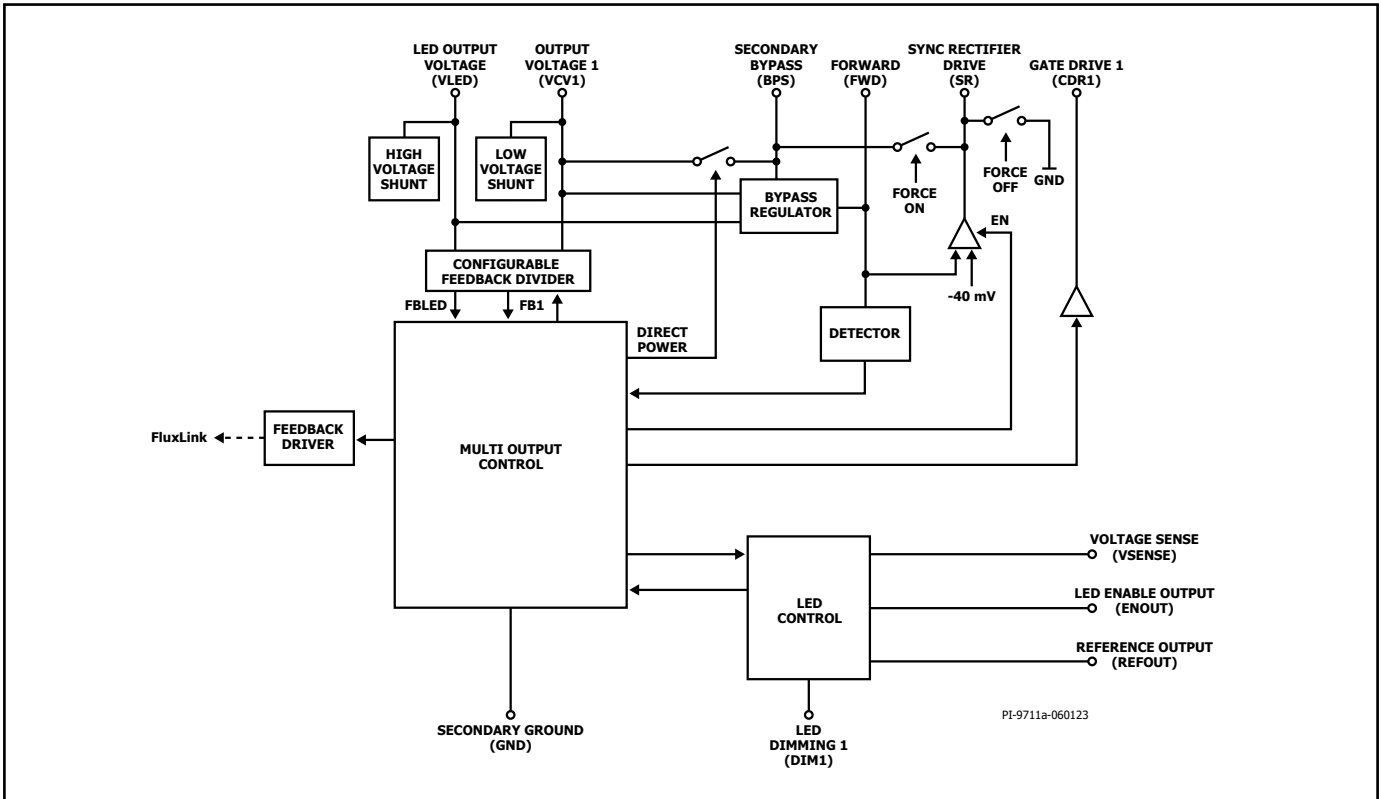 LED OUTPUT
VOLTAGE
(VLED)
OUTPUT
VOLTAGE 1
(VCV1)
SECONDARY
BYPASS
(BPS)
FORWARD
(FWD)
SYNC RECTIFIER
DRIVE
(SR)
GATE DRIVE 1
(CDR1)
HIGH
VOLTAGE
SHUNT
LOW
VOLTAGE
SHUNT
BYPASS
REGULATOR
FORCE
ON
FORCE
OFF
GND
EN
CONFIGURABLE
FEEDBACK DIVIDER
FBLED
FB1
-40 mV
DIRECT
POWER
DETECTOR
FluxLink
FEEDBACK
DRIVER
MULTI OUTPUT
CONTROL
VOLTAGE SENSE
(VSENSE)
LED ENABLE OUTPUT
(ENOUT)
LED
CONTROL
REFERENCE OUTPUT
(REFOUT)
SECONDARY GROUND
(GND)
LED
DIMMING 1
(DIM1)
PI-9711a-060123